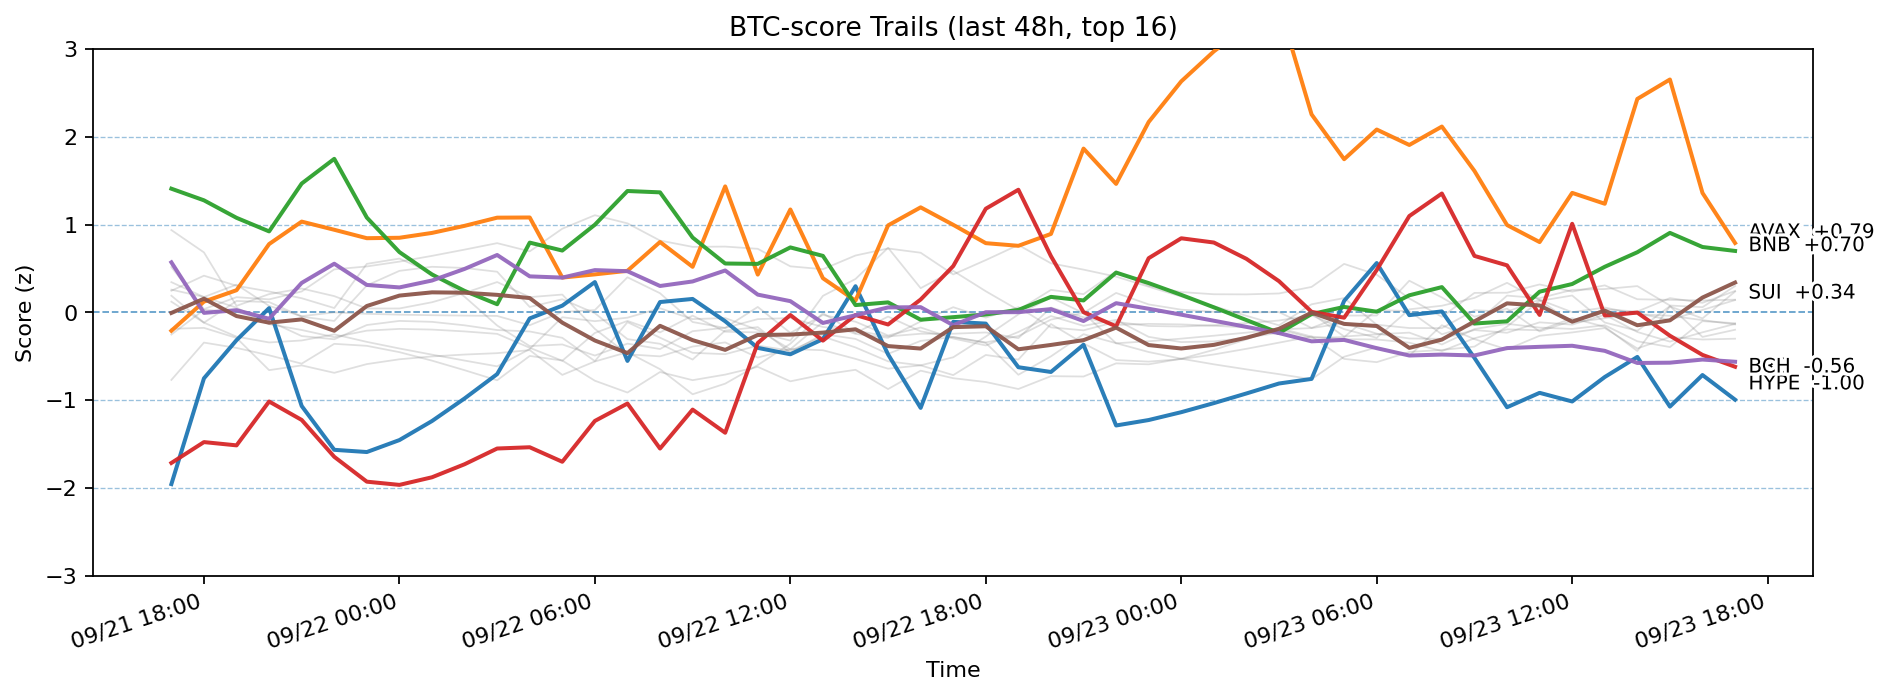 BTC-score Trails (last 48h, top 16)
Score (z)
3
2
1
0
−1
−2
−3
AVAX +0.79
BNB +0.70
SUI +0.34
BCH -0.56
HYPE -1.00
09/21 18:00
09/22 00:00
09/22 06:00
09/22 12:00
09/22 18:00
09/23 00:00
09/23 06:00
09/23 12:00
09/23 18:00
Time